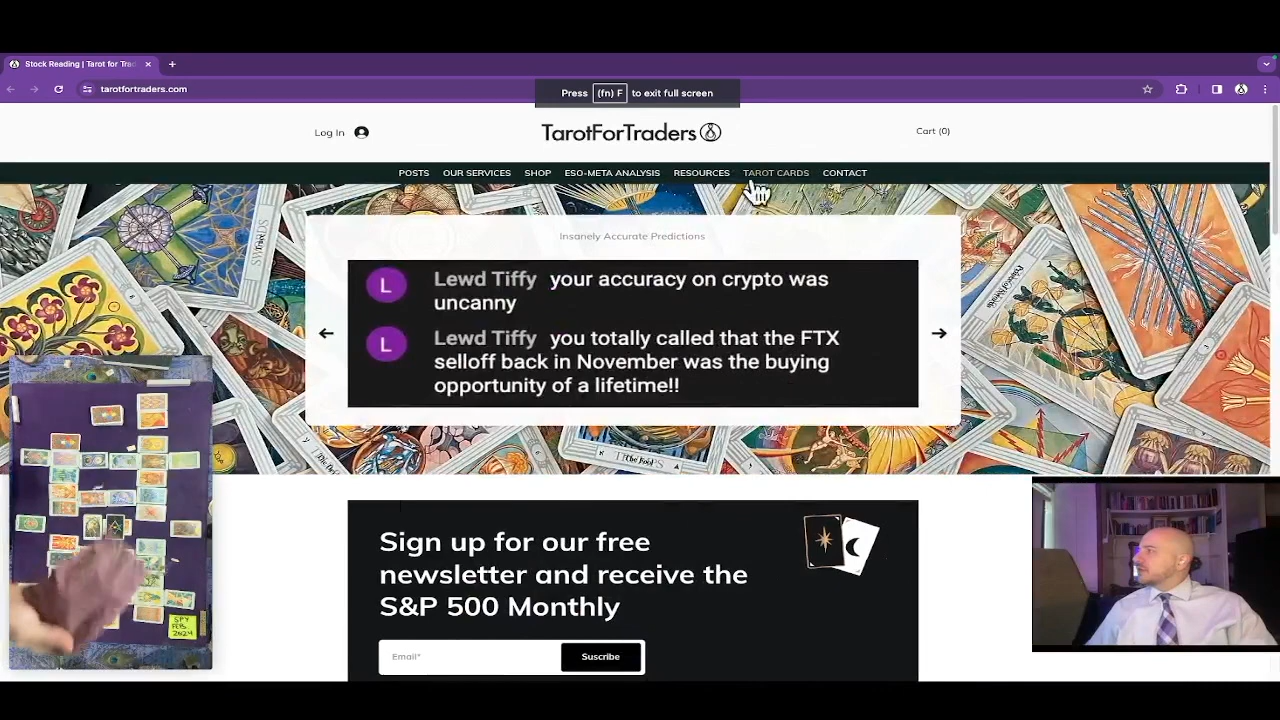 Stock Reading | Tarot for Trad
tarotfortraders.com
Press (fn) F to exit full screen
Log In
TarotForTraders
Cart (0)
POSTS OUR SERVICES SHOP ESO-META ANALYSIS RESOURCES TAROT CARDS CONTACT
Insanely Accurate Predictions
L Lewd Tiffy your accuracy on crypto was
uncanny
L Lewd Tiffy you totally called that the FTX
selloff back in November was the buying
opportunity of a lifetime!!
Sign up for our free
newsletter and receive the
S&P 500 Monthly
Email*
Suscribe
SPY
FEB
2024